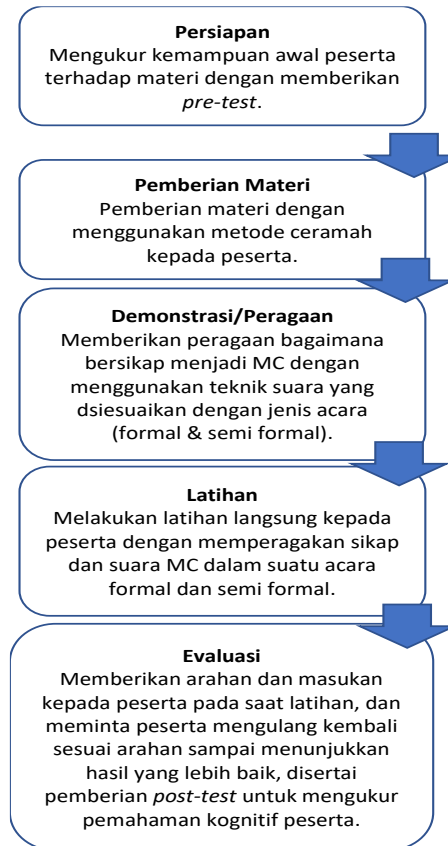 Persiapan
Mengukur kemampuan awal peserta
terhadap materi dengan memberikan
pre-test.
Pemberian Materi
Pemberian materi dengan
menggunakan metode ceramah
kepada peserta.
Demonstrasi/Peragaan
Memberikan peragaan bagaimana
bersikap menjadi MC dengan
menggunakan teknik suara yang
dsiesuaikan dengan jenis acara
(formal & semi formal).
Latihan
Melakukan latihan langsung kepada
peserta dengan memperagakan sikap
dan suara MC dalam suatu acara
formal dan semi formal.
Evaluasi
Memberikan arahan dan masukan
kepada peserta pada saat latihan, dan
meminta peserta mengulang kembali
sesuai arahan sampai menunjukkan
hasil yang lebih baik, disertai
pemberian post-test untuk mengukur
pemahaman kognitif peserta.